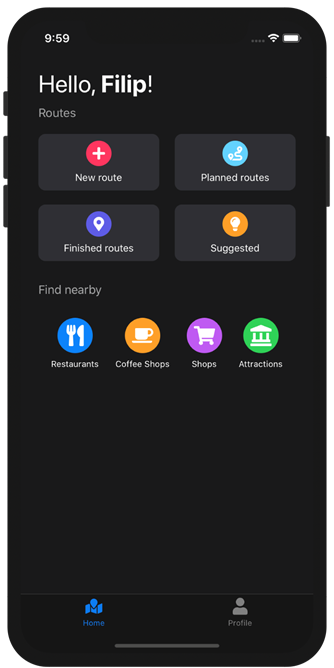 9:59
Hello, Filip!
Routes
New route
Planned routes
Finished routes
Suggested
Find nearby
Restaurants
Coffee Shops
Shops
Attractions
Home
Profile